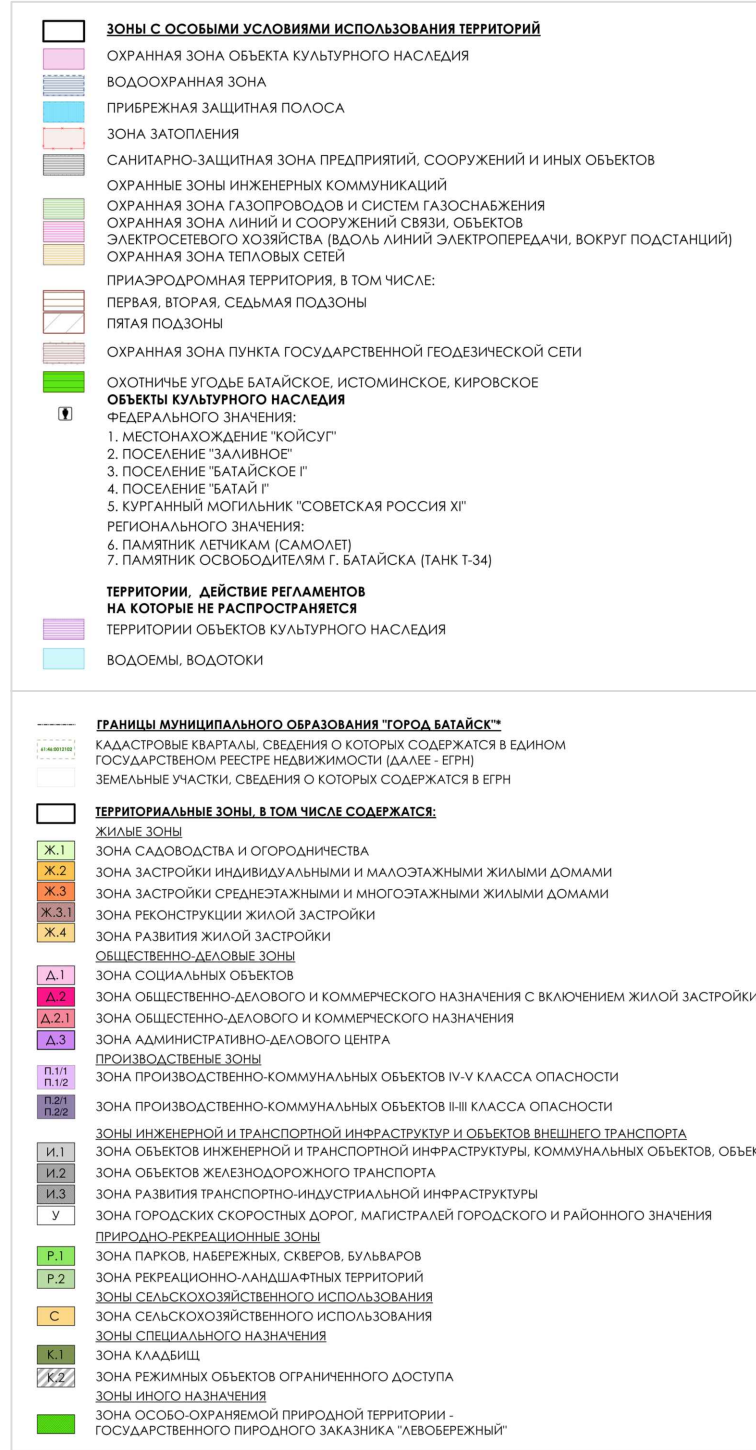 ЗОНЫ С ОСОБЫМИ УСЛОВИЯМИ ИСПОЛЬЗОВАНИЯ ТЕРРИТОРИЙ
ОХРАННАЯ ЗОНА ОБЪЕКТА КУЛЬТУРНОГО НАСЛЕДИЯ
ВОДООХРАННАЯ ЗОНА
ПРИБРЕЖНАЯ ЗАЩИТНАЯ ПОЛОСА
ЗОНА ЗАТОПЛЕНИЯ
САНИТАРНО-ЗАЩИТНАЯ ЗОНА ПРЕДПРИЯТИЙ, СООРУЖЕНИЙ И ИНЫХ ОБЪЕКТОВ
ОХРАННЫЕ ЗОНЫ ИНЖЕНЕРНЫХ КОММУНИКАЦИЙ
ОХРАННАЯ ЗОНА ГАЗОПРОВОДОВ И СИСТЕМ ГАЗОСНАБЖЕНИЯ
ОХРАННАЯ ЗОНА ЛИНИЙ И СООРУЖЕНИЙ СВЯЗИ, ОБЪЕКТОВ
ЭЛЕКТРОСЕТЕВОГО ХОЗЯЙСТВА (ВДОЛЬ ЛИНИЙ ЭЛЕКТРОПЕРЕДАЧИ, ВОКРУГ ПОДСТАНЦИЙ)
ОХРАННАЯ ЗОНА ТЕПЛОВЫХ СЕТЕЙ
ПРИАЭРОДРОМНАЯ ТЕРРИТОРИЯ, В ТОМ ЧИСЛЕ:
ПЕРВАЯ, ВТОРАЯ, СЕДЬМАЯ ПОДЗОНЫ
ПЯТАЯ ПОДЗОНЫ
ОХРАННАЯ ЗОНА ПУНКТА ГОСУДАРСТВЕННОЙ ГЕОДЕЗИЧЕСКОЙ СЕТИ
ОХОТНИЧЬЕ УГОДЬЕ БАТАЙСКОЕ, ИСТОМИНСКОЕ, КИРОВСКОЕ
ОБЪЕКТЫ КУЛЬТУРНОГО НАСЛЕДИЯ
ФЕДЕРАЛЬНОГО ЗНАЧЕНИЯ:
1. МЕСТОНАХОЖДЕНИЕ "КОЙСУГ"
2. ПОСЕЛЕНИЕ "ЗАЛИВНОЕ"
3. ПОСЕЛЕНИЕ "БАТАЙСКОЕ I"
4. ПОСЕЛЕНИЕ "БАТАЙ I"
5. КУРГАННЫЙ МОГИЛЬНИК "СОВЕТСКАЯ РОССИЯ XI"
РЕГИОНАЛЬНОГО ЗНАЧЕНИЯ:
6. ПАМЯТНИК ЛЕТЧИКАМ (САМОЛЕТ)
7. ПАМЯТНИК ОСВОБОДИТЕЛЯМ Г. БАТАЙСКА (ТАНК Т-34)
ТЕРРИТОРИИ, ДЕЙСТВИЕ РЕГЛАМЕНТОВ
НА КОТОРЫЕ НЕ РАСПРОСТРАНЯЕТСЯ
ТЕРРИТОРИИ ОБЪЕКТОВ КУЛЬТУРНОГО НАСЛЕДИЯ
ВОДОЕМЫ, ВОДОТОКИ
ГРАНИЦЫ МУНИЦИПАЛЬНОГО ОБРАЗОВАНИЯ "ГОРОД БАТАЙСК"*
61:46:0012102 КАДАСТРОВЫЕ КВАРТАЛЫ, СВЕДЕНИЯ О КОТОРЫХ СОДЕРЖАТСЯ В ЕДИНОМ
ГОСУДАРСТВЕНОМ РЕЕСТРЕ НЕДВИЖИМОСТИ (ДАЛЕЕ - ЕГРН)
ЗЕМЕЛЬНЫЕ УЧАСТКИ, СВЕДЕНИЯ О КОТОРЫХ СОДЕРЖАТСЯ В ЕГРН
ТЕРРИТОРИАЛЬНЫЕ ЗОНЫ, В ТОМ ЧИСЛЕ СОДЕРЖАТСЯ:
ЖИЛЫЕ ЗОНЫ
Ж.1 ЗОНА САДОВОДСТВА И ОГОРОДНИЧЕСТВА
Ж.2 ЗОНА ЗАСТРОЙКИ ИНДИВИДУАЛЬНЫМИ И МАЛОЭТАЖНЫМИ ЖИЛЫМИ ДОМАМИ
Ж.3 ЗОНА ЗАСТРОЙКИ СРЕДНЕЭТАЖНЫМИ И МНОГОЭТАЖНЫМИ ЖИЛЫМИ ДОМАМИ
Ж.3.1 ЗОНА РЕКОНСТРУКЦИИ ЖИЛОЙ ЗАСТРОЙКИ
Ж.4 ЗОНА РАЗВИТИЯ ЖИЛОЙ ЗАСТРОЙКИ
ОБЩЕСТВЕННО-ДЕЛОВЫЕ ЗОНЫ
Д.1 ЗОНА СОЦИАЛЬНЫХ ОБЪЕКТОВ
Д.2 ЗОНА ОБЩЕСТВЕННО-ДЕЛОВОГО И КОММЕРЧЕСКОГО НАЗНАЧЕНИЯ С ВКЛЮЧЕНИЕМ ЖИЛОЙ ЗАСТРОЙКИ
Д.2.1 ЗОНА ОБЩЕСТЕННО-ДЕЛОВОГО И КОММЕРЧЕСКОГО НАЗНАЧЕНИЯ
Д.3 ЗОНА АДМИНИСТРАТИВНО-ДЕЛОВОГО ЦЕНТРА
ПРОИЗВОДСТВЕНЫЕ ЗОНЫ
П.1/1
П.1/2 ЗОНА ПРОИЗВОДСТВЕННО-КОММУНАЛЬНЫХ ОБЪЕКТОВ IV-V КЛАССА ОПАСНОСТИ
П.2/1
П.2/2 ЗОНА ПРОИЗВОДСТВЕННО-КОММУНАЛЬНЫХ ОБЪЕКТОВ II-III КЛАССА ОПАСНОСТИ
ЗОНЫ ИНЖЕНЕРНОЙ И ТРАНСПОРТНОЙ ИНФРАСТРУКТУР И ОБЪЕКТОВ ВНЕШНЕГО ТРАНСПОРТА
И.1 ЗОНА ОБЪЕКТОВ ИНЖЕНЕРНОЙ И ТРАНСПОРТНОЙ ИНФРАСТРУКТУРЫ, КОММУНАЛЬНЫХ ОБЪЕКТОВ, ОБЪЕК
И.2 ЗОНА ОБЪЕКТОВ ЖЕЛЕЗНОДОРОЖНОГО ТРАНСПОРТА
И.3 ЗОНА РАЗВИТИЯ ТРАНСПОРТНО-ИНДУСТРИАЛЬНОЙ ИНФРАСТРУКТУРЫ
У ЗОНА ГОРОДСКИХ СКОРОСТНЫХ ДОРОГ, МАГИСТРАЛЕЙ ГОРОДСКОГО И РАЙОННОГО ЗНАЧЕНИЯ
ПРИРОДНО-РЕКРЕАЦИОННЫЕ ЗОНЫ
Р.1 ЗОНА ПАРКОВ, НАБЕРЕЖНЫХ, СКВЕРОВ, БУЛЬВАРОВ
Р.2 ЗОНА РЕКРЕАЦИОННО-ЛАНДШАФТНЫХ ТЕРРИТОРИЙ
ЗОНЫ СЕЛЬСКОХОЗЯЙСТВЕННОГО ИСПОЛЬЗОВАНИЯ
С ЗОНА СЕЛЬСКОХОЗЯЙСТВЕННОГО ИСПОЛЬЗОВАНИЯ
ЗОНЫ СПЕЦИАЛЬНОГО НАЗНАЧЕНИЯ
К.1 ЗОНА КЛАДБИЩ
К.2 ЗОНА РЕЖИМНЫХ ОБЪЕКТОВ ОГРАНИЧЕННОГО ДОСТУПА
ЗОНЫ ИНОГО НАЗНАЧЕНИЯ
ЗОНА ОСОБО-ОХРАНЯЕМОЙ ПРИРОДНОЙ ТЕРРИТОРИИ -
ГОСУДАРСТВЕННОГО ПИРОДНОГО ЗАКАЗНИКА "ЛЕВОБЕРЕЖНЫЙ"